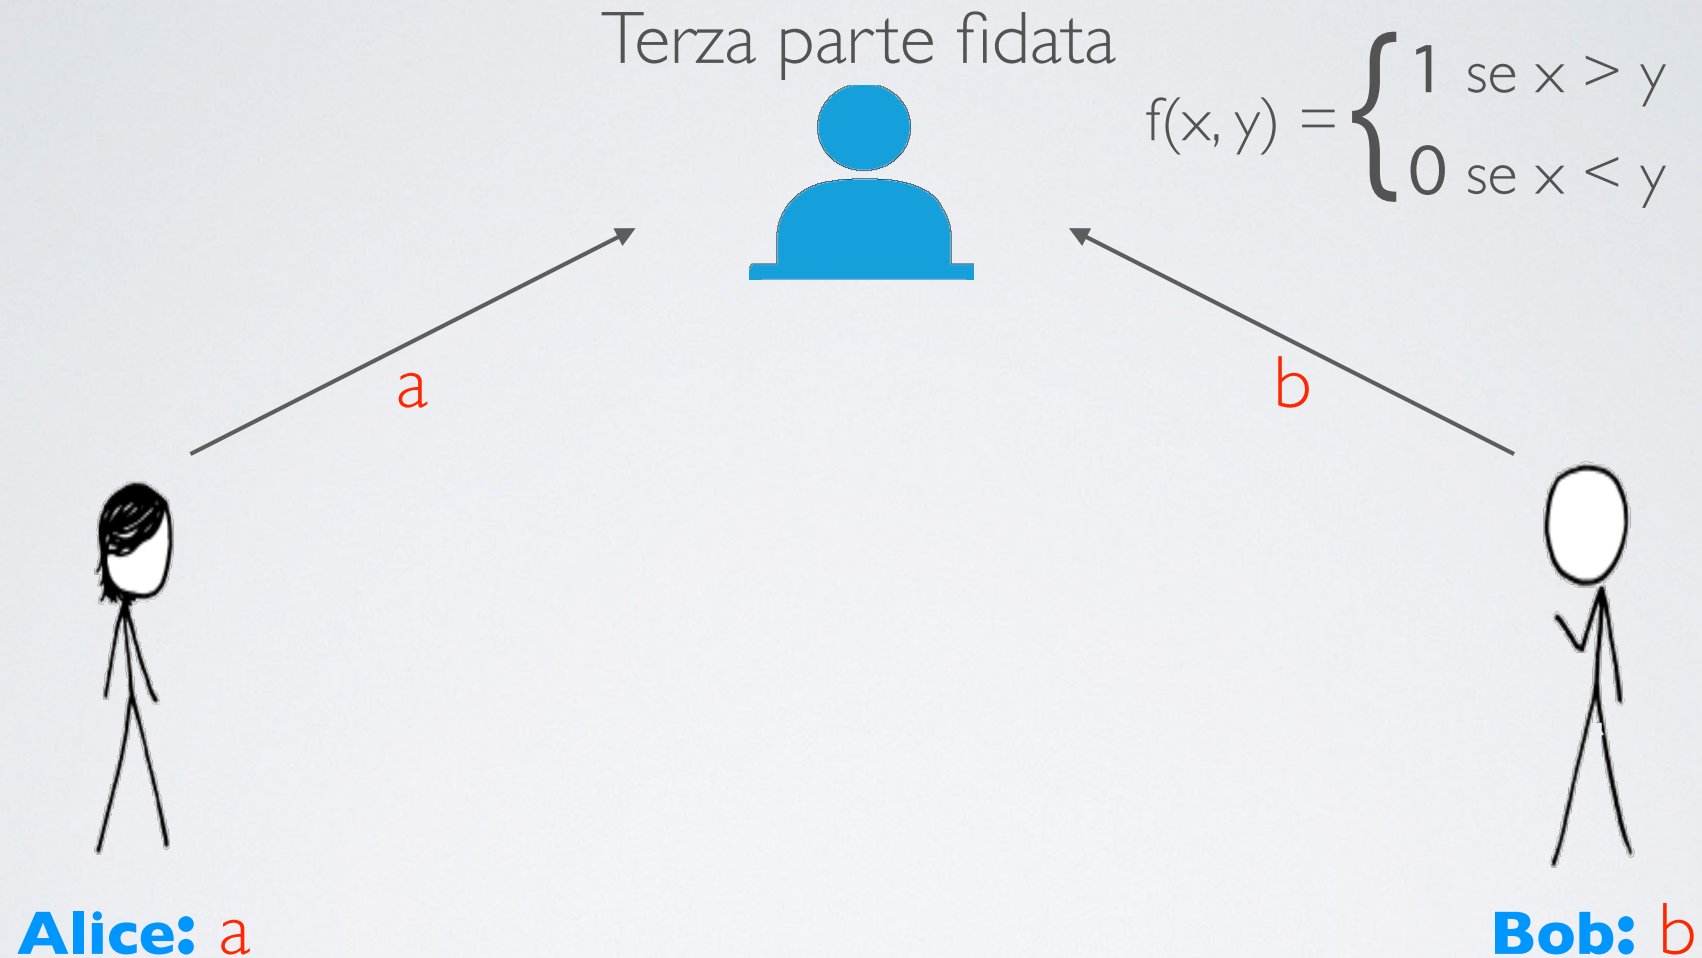 Terza parte fidata
f(x, y) = { 1 se x > y
0 se x < y
a
b
Alice: a
Bob: b